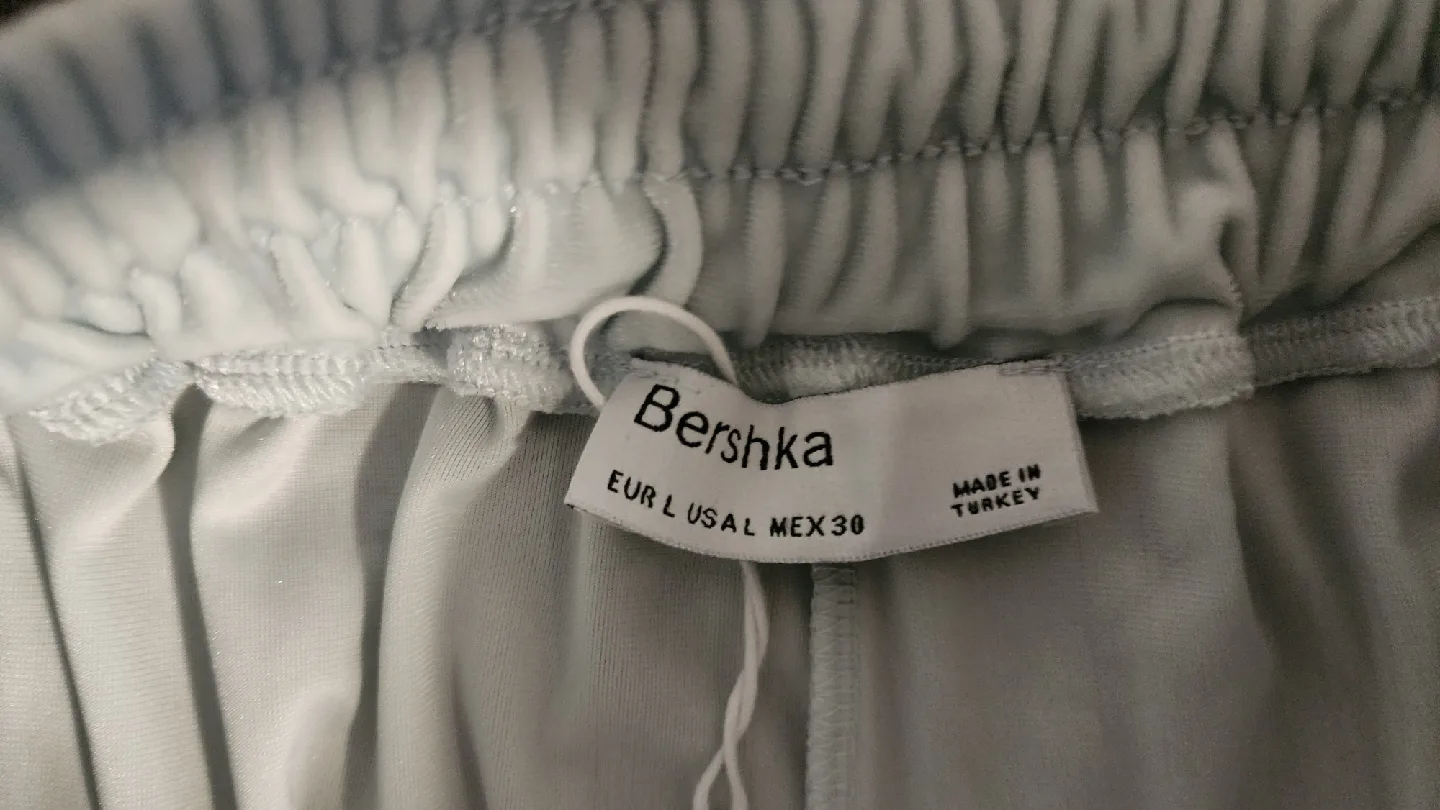 Bershka
EUR L USA L MEX 30
MADE IN
TURKEY